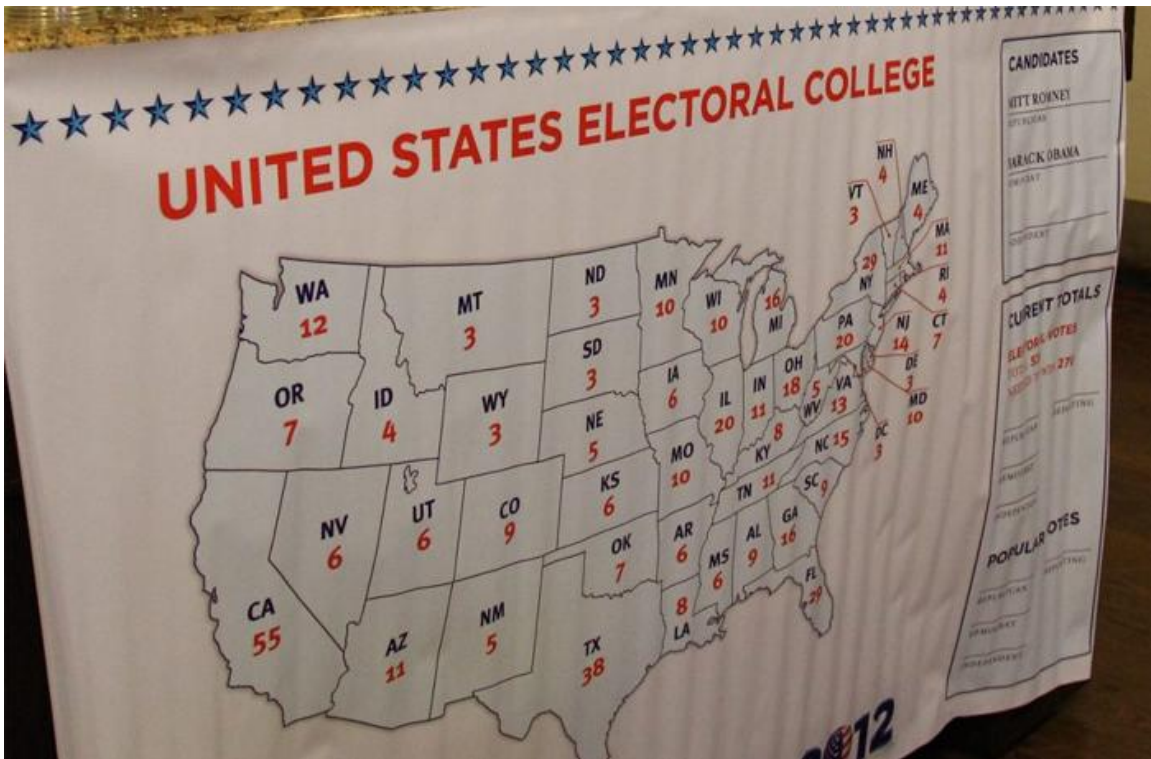 UNITED STATES ELECTORAL COLLEGE
WA
12
OR
7
CA
55
ID
4
NV
6
MT
3
WY
3
UT
6
CO
9
AZ
11
NM
5
ND
3
SD
3
NE
5
KS
6
OK
7
TX
38
MN
10
IA
6
MO
10
AR
6
8
LA
WI
10
IL
20
16
MI
IN
11
OH
18
8
KY
TN 11
MS
6
AL
9
GA
16
FL
29
SC 9
NC 15
VA
13
5
WV
PA
20
29
NY
VT
3
NH
4
ME
4
MA
11
RI
4
CT
7
NJ
14
DE
3
MD
10
DC
3
2012
CANDIDATES
MITT ROMNEY
BARACK OBAMA
CURRENT TOTALS
POPULAR VOTES